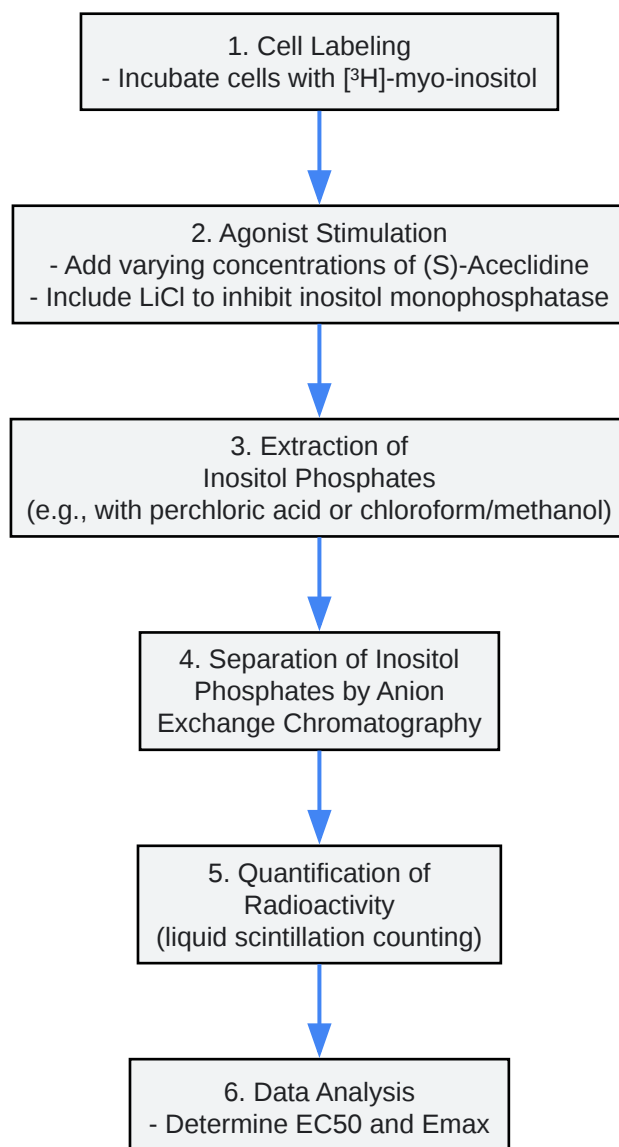 1. Cell Labeling
- Incubate cells with [³H]-myo-inositol
2. Agonist Stimulation
- Add varying concentrations of (S)-Aceclidine
- Include LiCl to inhibit inositol monophosphatase
3. Extraction of
Inositol Phosphates
(e.g., with perchloric acid or chloroform/methanol)
4. Separation of Inositol
Phosphates by Anion
Exchange Chromatography
5. Quantification of
Radioactivity
(liquid scintillation counting)
6. Data Analysis
- Determine EC50 and Emax